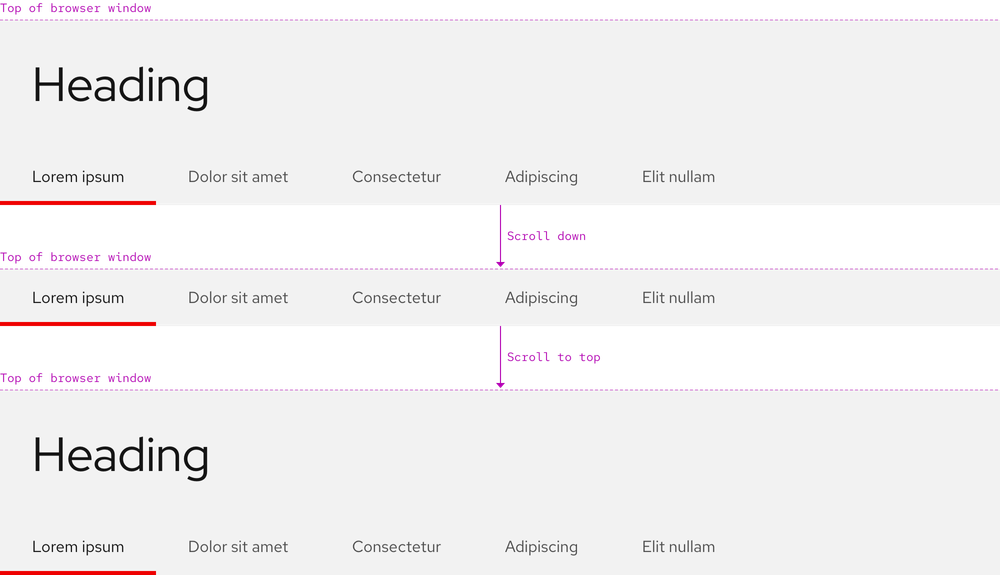 Top of browser window
Heading
Lorem ipsum Dolor sit amet Consectetur Adipiscing Elit nullam
Scroll down
Top of browser window
Lorem ipsum Dolor sit amet Consectetur Adipiscing Elit nullam
Scroll to top
Top of browser window
Heading
Lorem ipsum Dolor sit amet Consectetur Adipiscing Elit nullam